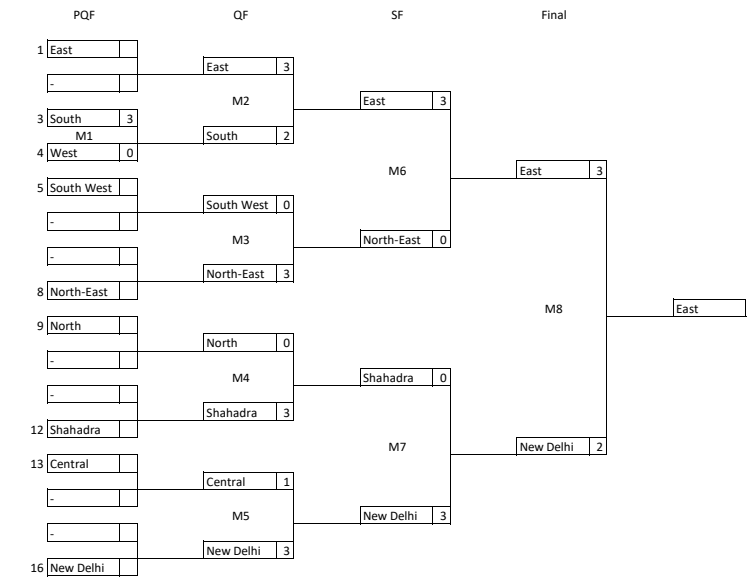 PQF QF SF Final
1 East
East 3
-
M2
East 3
3 South 3
M1
South 2
4 West 0
M6
East 3
5 South West
South West 0
-
M3
North-East 0
-
North-East 3
8 North-East
M8
East
9 North
North 0
-
M4
Shahadra 0
-
Shahadra 3
12 Shahadra
M7
New Delhi 2
13 Central
Central 1
-
M5
New Delhi 3
-
New Delhi 3
16 New Delhi